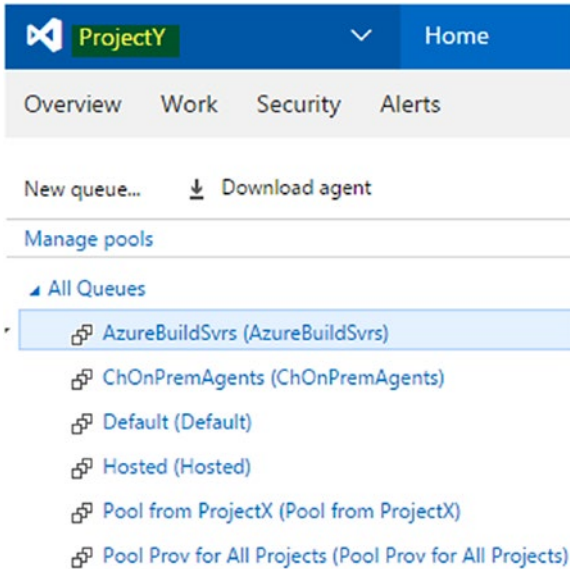 ProjectY Home
Overview Work Security Alerts
New queue... Download agent
Manage pools
All Queues
AzureBuildSvrs (AzureBuildSvrs)
ChOnPremAgents (ChOnPremAgents)
Default (Default)
Hosted (Hosted)
Pool from ProjectX (Pool from ProjectX)
Pool Prov for All Projects (Pool Prov for All Projects)